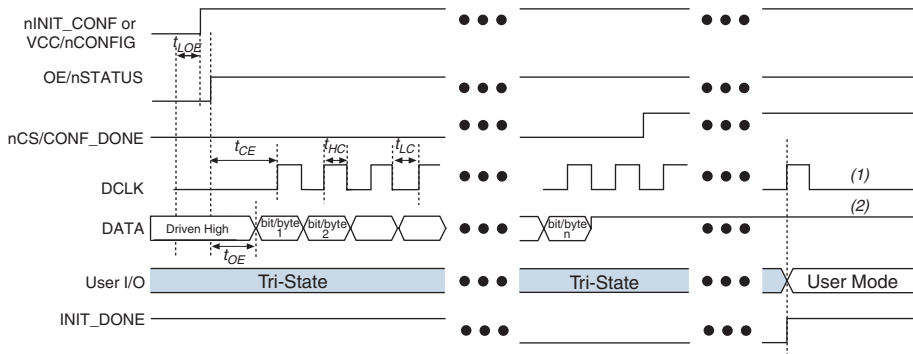 nINIT_CONF or
VCC/nCONFIG
tLOE
OE/nSTATUS
nCS/CONF_DONE
tCE
tHC
tLC
DCLK
(1)
(2)
DATA
Driven High
bit/byte
1
bit/byte
2
bit/byte
n
tOE
User I/O
Tri-State
Tri-State
User Mode
INIT_DONE